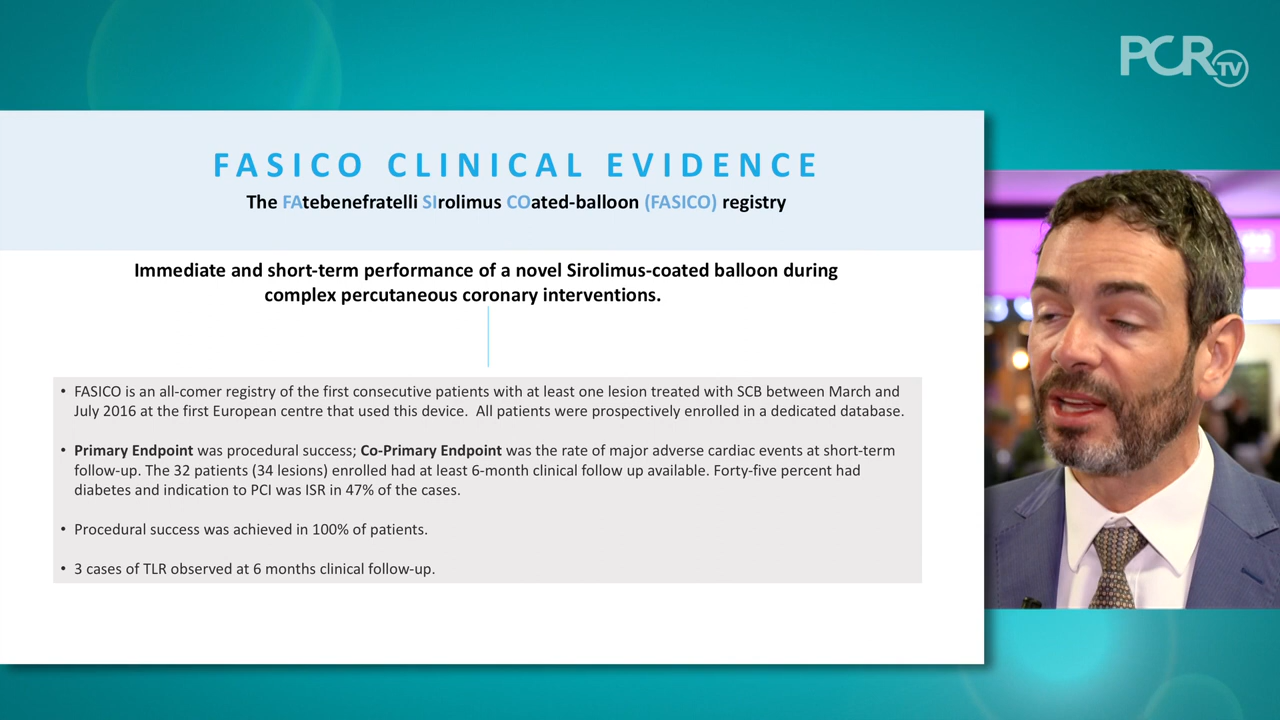 PCR TV
FASICO CLINICAL EVIDENCE
The FAtebenefratelli SIrolimus COated-balloon (FASICO) registry
Immediate and short-term performance of a novel Sirolimus-coated balloon during
complex percutaneous coronary interventions.
• FASICO is an all-comer registry of the first consecutive patients with at least one lesion treated with SCB between March and
July 2016 at the first European centre that used this device. All patients were prospectively enrolled in a dedicated database.
• Primary Endpoint was procedural success; Co-Primary Endpoint was the rate of major adverse cardiac events at short-term
follow-up. The 32 patients (34 lesions) enrolled had at least 6-month clinical follow up available. Forty-five percent had
diabetes and indication to PCI was ISR in 47% of the cases.
• Procedural success was achieved in 100% of patients.
• 3 cases of TLR observed at 6 months clinical follow-up.